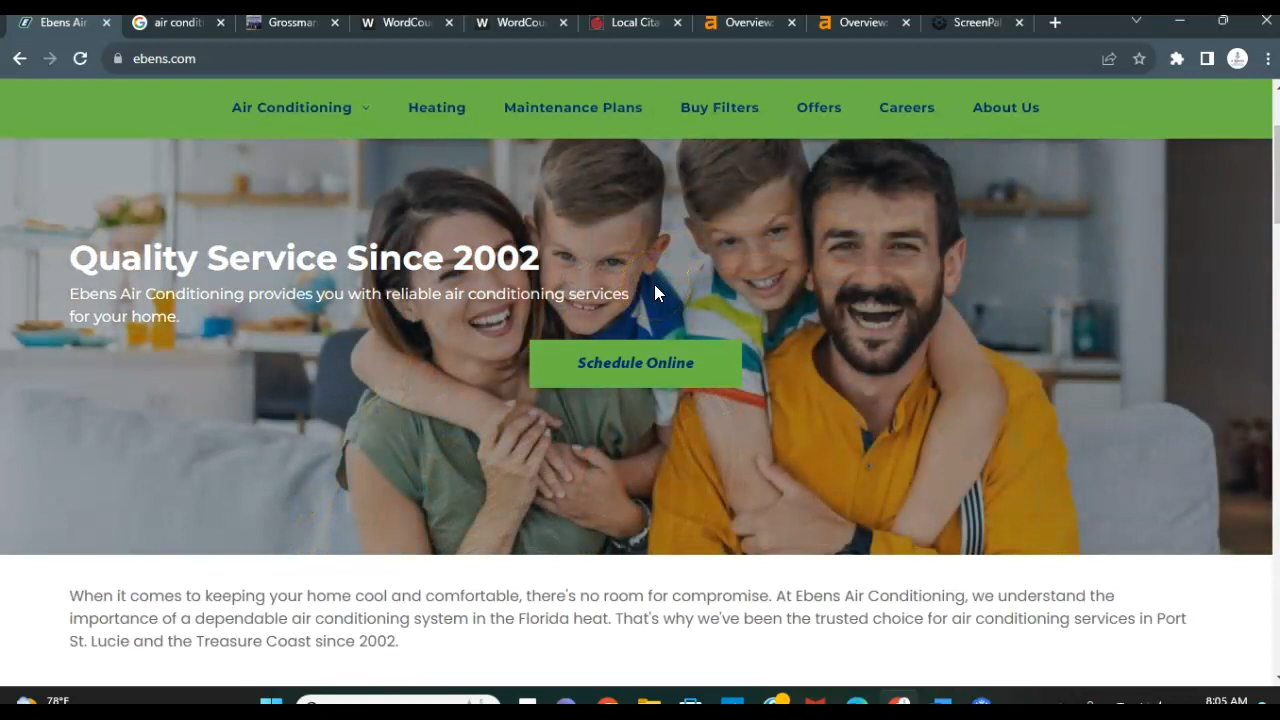 Ebens Air
air condit
Grossmar
WordCou
WordCou
Local Cita
Overview
Overview
ScreenPal
ebens.com
Air Conditioning
Heating
Maintenance Plans
Buy Filters
Offers
Careers
About Us
Quality Service Since 2002
Ebens Air Conditioning provides you with reliable air conditioning services
for your home.
Schedule Online
When it comes to keeping your home cool and comfortable, there's no room for compromise. At Ebens Air Conditioning, we understand the
importance of a dependable air conditioning system in the Florida heat. That's why we've been the trusted choice for air conditioning services in Port
St. Lucie and the Treasure Coast since 2002.
78°F
8:05 AM